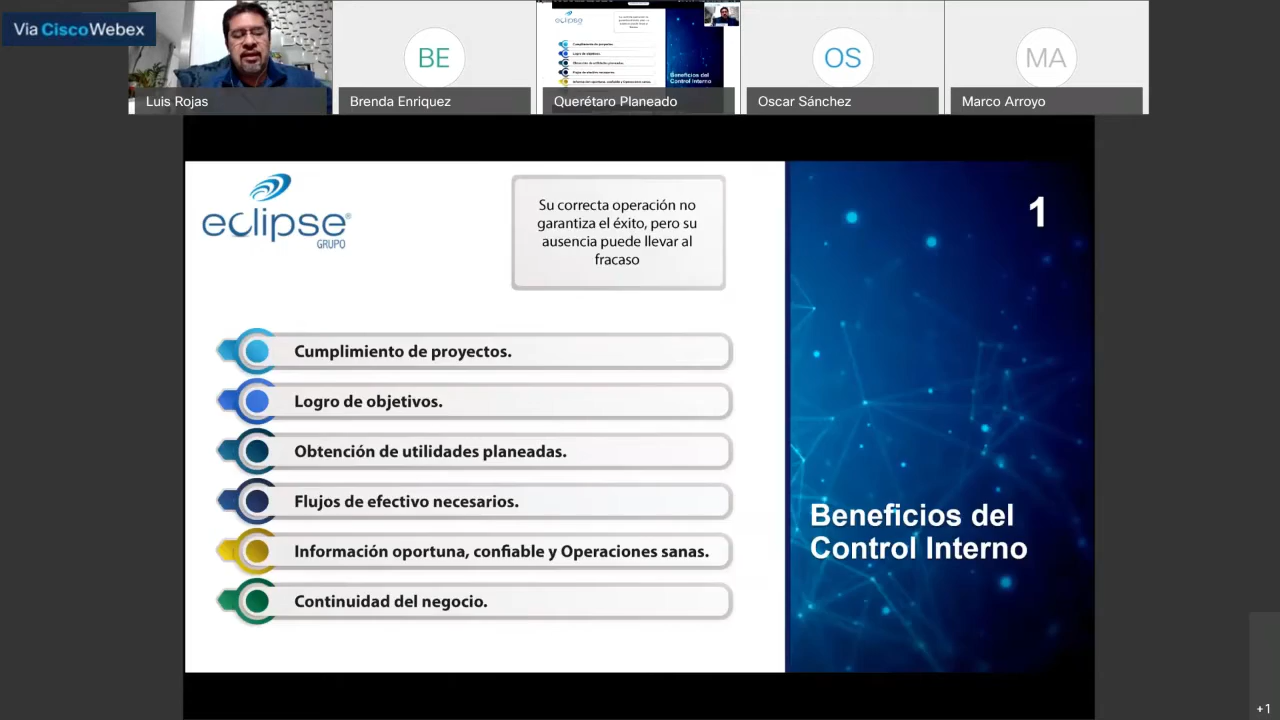 Via Cisco Webex
BE
OS
MA
Luis Rojas
Brenda Enriquez
Querétaro Planeado
Oscar Sánchez
Marco Arroyo
eclipse®
GRUPO
Su correcta operación no
garantiza el éxito, pero su
ausencia puede llevar al
fracaso
1
Cumplimiento de proyectos.
Logro de objetivos.
Obtención de utilidades planeadas.
Flujos de efectivo necesarios.
Información oportuna, confiable y Operaciones sanas.
Continuidad del negocio.
Beneficios del
Control Interno
+1